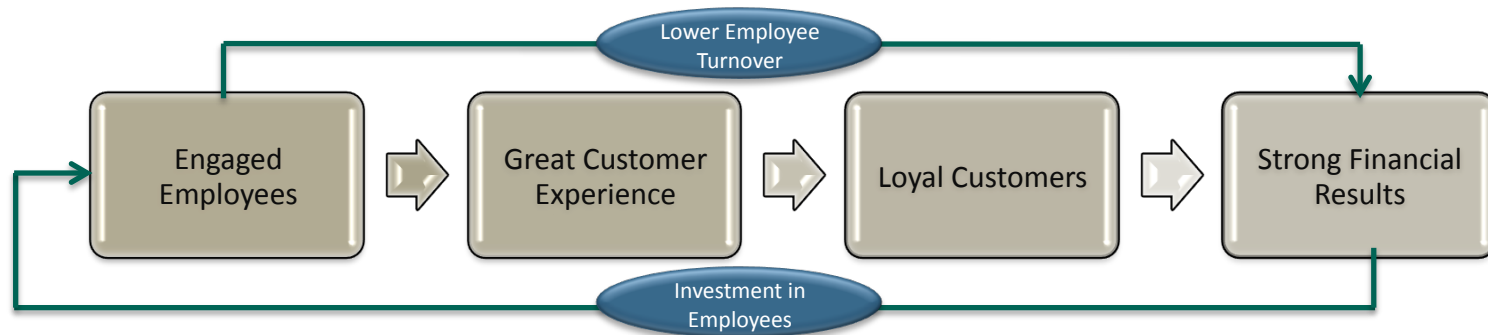 Lower Employee
Turnover
Engaged
Employees
Great Customer
Experience
Loyal Customers
Strong Financial
Results
Investment in
Employees